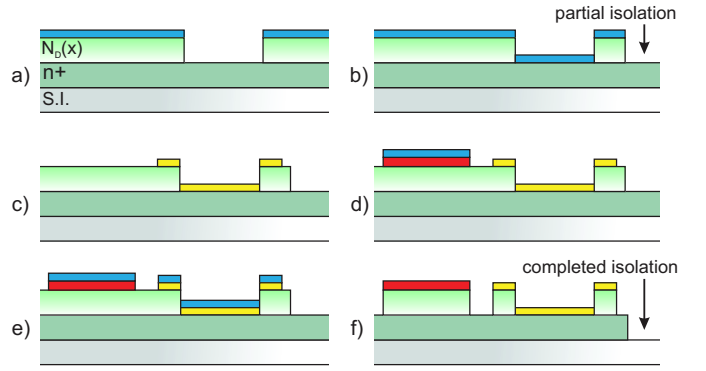 partial isolation
a)
N_D(x)
n+
S.I.
b)
c)
d)
completed isolation
e)
f)